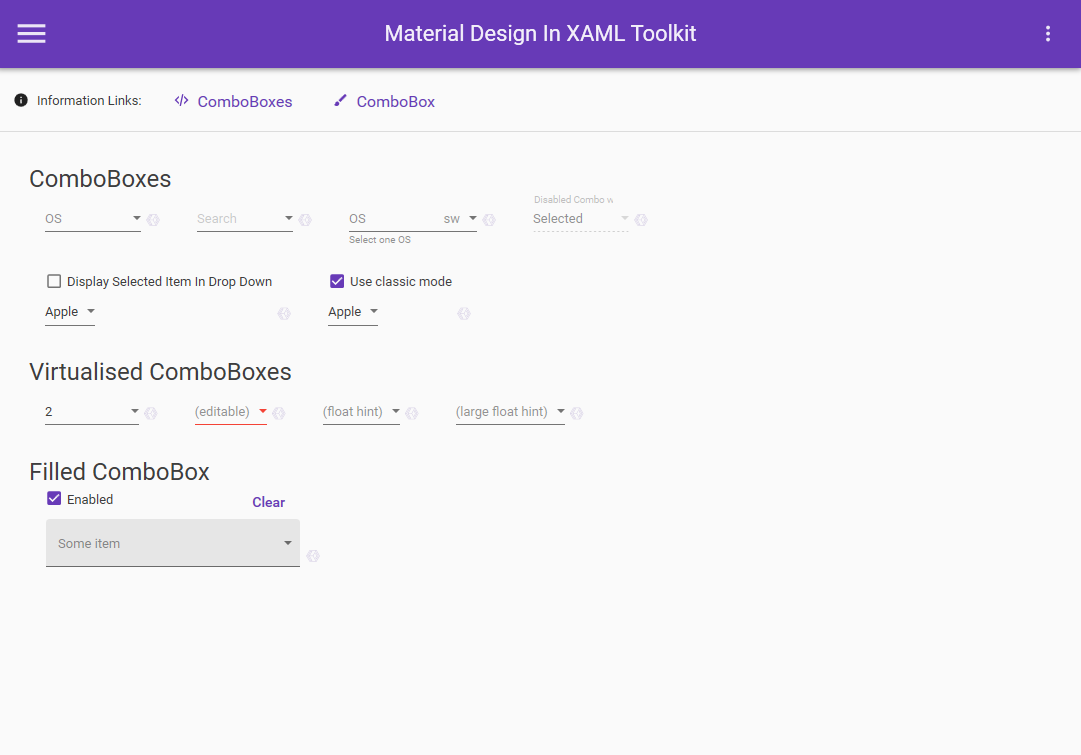 Material Design In XAML Toolkit
Information Links: ComboBoxes ComboBox
ComboBoxes
Disabled Combo w
OS Search OS sw Selected
Select one OS
Display Selected Item In Drop Down Use classic mode
Apple Apple
Virtualised ComboBoxes
2 (editable) (float hint) (large float hint)
Filled ComboBox
Enabled Clear
Some item